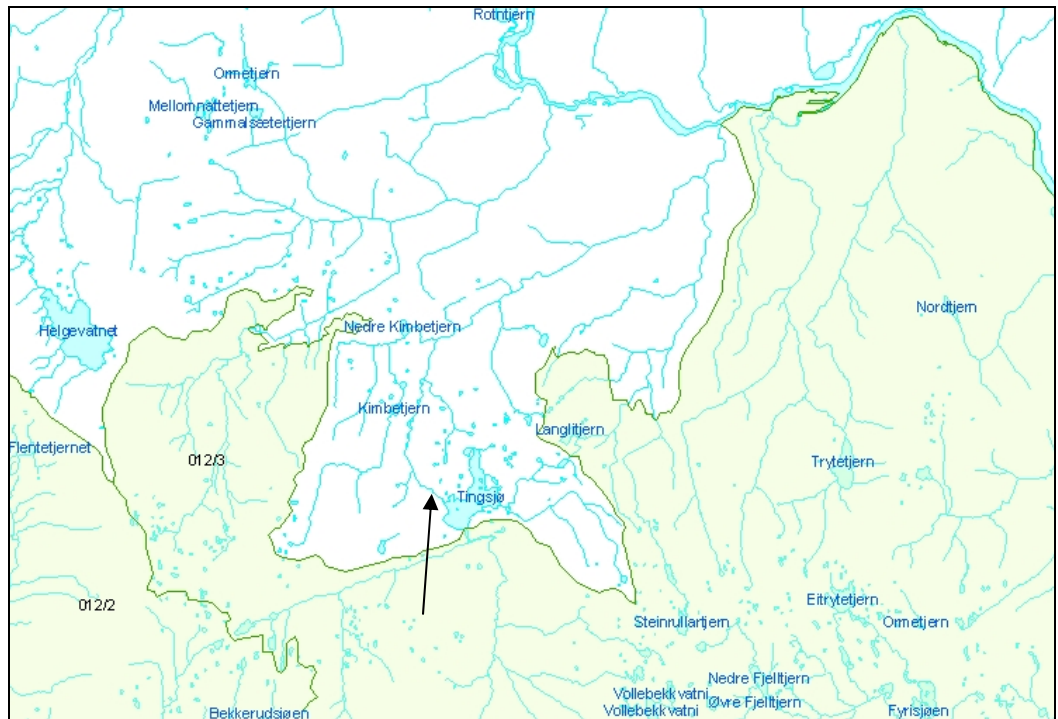 Rotntjern
Ormetjern
Mellomnattetjern
Gammalsætertjern
Nordtjern
Helgevatnet
Nedre Kimbetjern
Kimbetjern
Langlitjern
Flentetjernet
012/3
Trytetjern
Tingsjø
012/2
Eitrytetjern
Steinrullartjern
Ormetjern
Nedre Fjelltjern
Vollebekkvatni
Øvre Fjelltjern
Vollebekkvatni
Fyrisjøen
Bekkerudsjøen